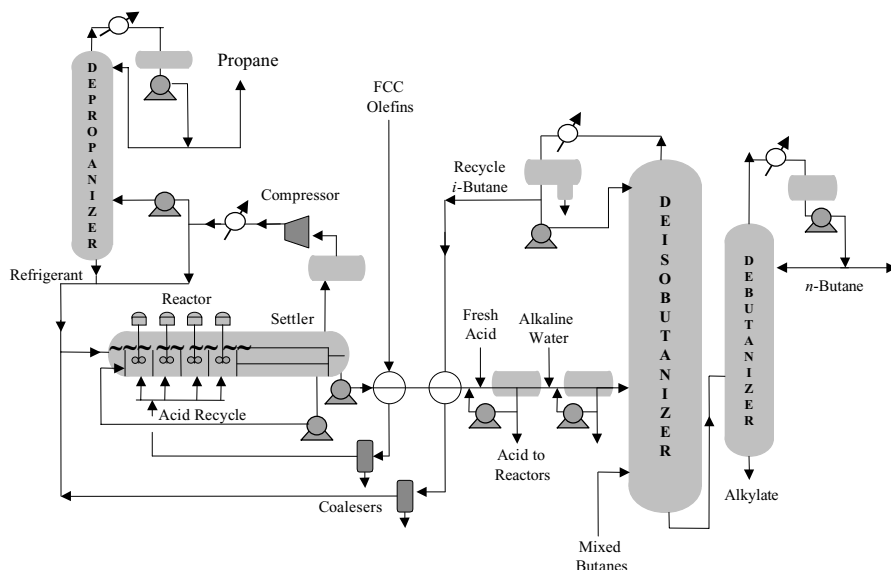 DEPROPANIZER
Propane
FCC
Olefins
Recycle
i-Butane
Compressor
DEISOBUTANIZER
DEBUTANIZER
Refrigerant
n-Butane
Reactor
Settler
Fresh
Acid
Alkaline
Water
Acid Recycle
Acid to
Reactors
Coalesers
Alkylate
Mixed
Butanes